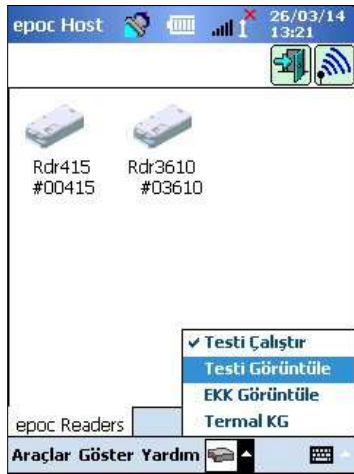 epoc Host 26/03/14
13:21
Rdr415 Rdr3610
#00415 #03610
✓ Testi Çalıştır
Testi Görüntüle
EKK Görüntüle
Termal KG
epoc Readers
Araçlar Göster Yardım